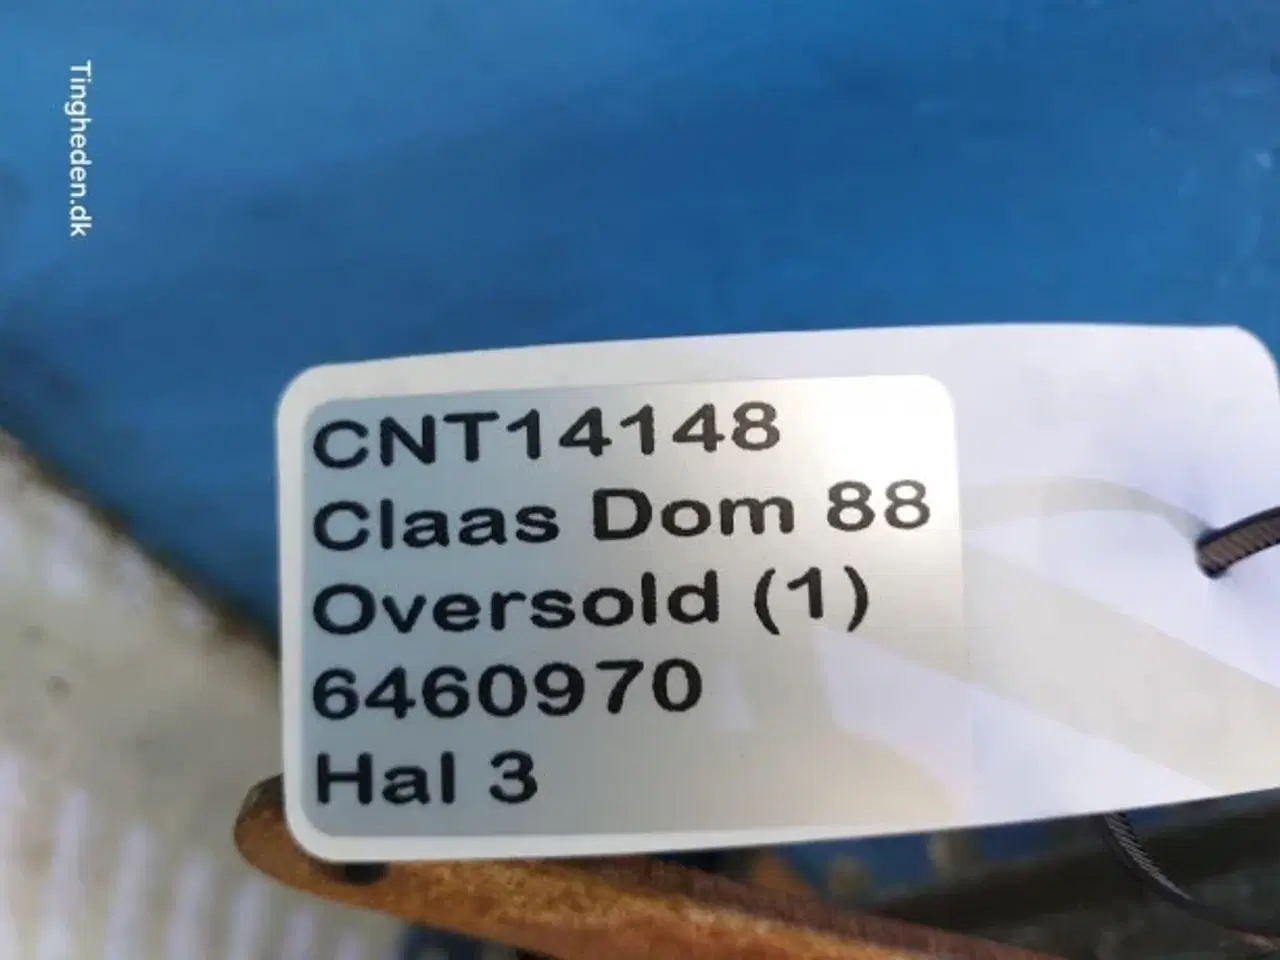 Tingheden.dk
CNT14148
Claas Dom 88
Oversold (1)
6460970
Hal 3